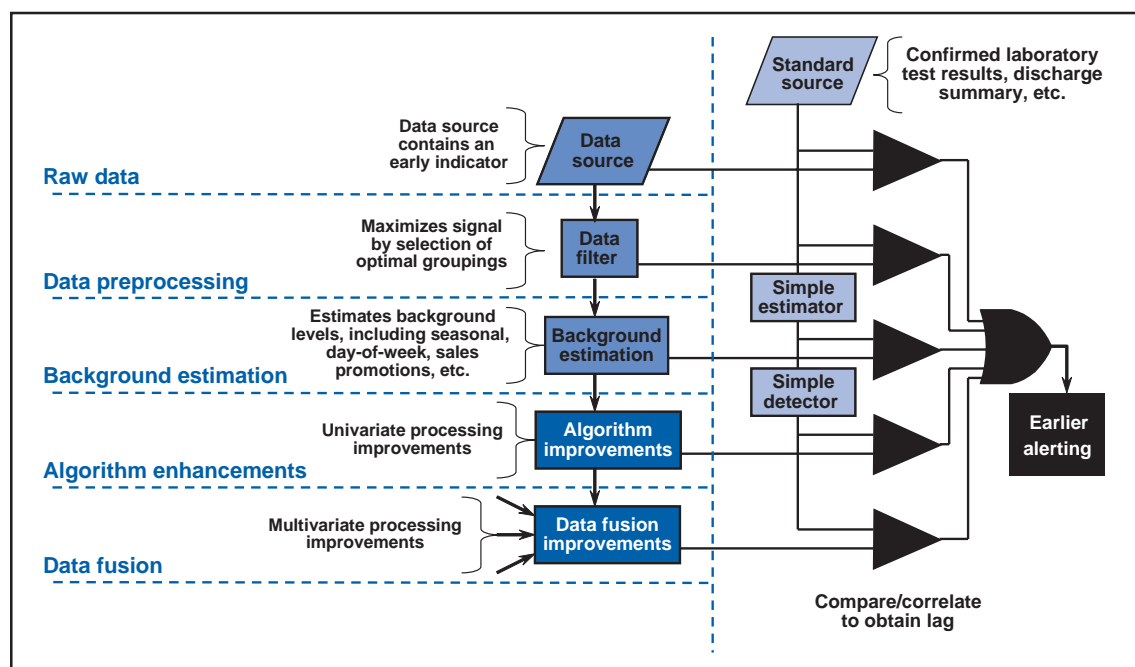 Standard
source
Confirmed laboratory
test results, discharge
summary, etc.
Data source
contains an
early indicator
Data
source
Raw data
Maximizes signal
by selection of
optimal groupings
Data
filter
Data preprocessing
Simple
estimator
Estimates background
levels, including seasonal,
day-of-week, sales
promotions, etc.
Background
estimation
Background estimation
Simple
detector
Univariate processing
improvements
Algorithm
improvements
Algorithm enhancements
Earlier
alerting
Multivariate processing
improvements
Data fusion
improvements
Data fusion
Compare/correlate
to obtain lag